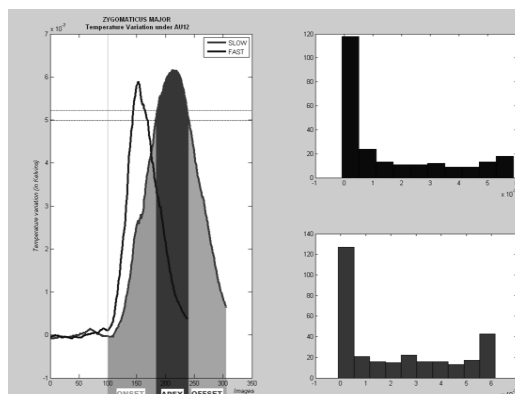 ZYGOMATICUS MAJOR
Temperature Variation under AU12
x 10
SLOW
FAST
7
6
5
4
3
2
1
0
-1
Temperature variation (in Kelvins)
0 50 100 150 200 250 300 350
Images
ONSET APEX OFFSET
120
100
80
60
40
20
0
-1 0 1 2 3 4 5 6
x 10
140
120
100
80
60
40
20
0
-1 0 1 2 3 4 5 6 7
x 10